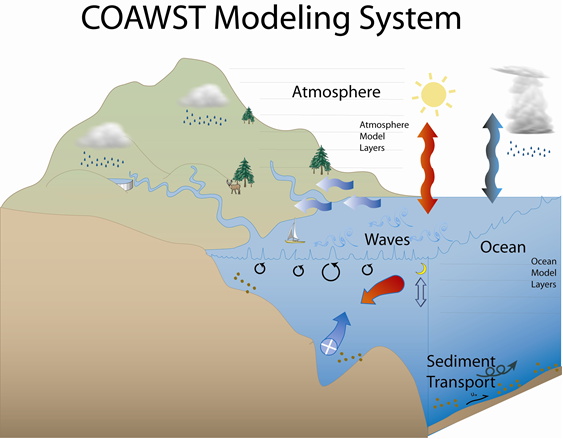 COAWST Modeling System
Atmosphere
Atmosphere
Model
Layers
Waves
Ocean
Ocean
Model
Layers
Sediment
Transport